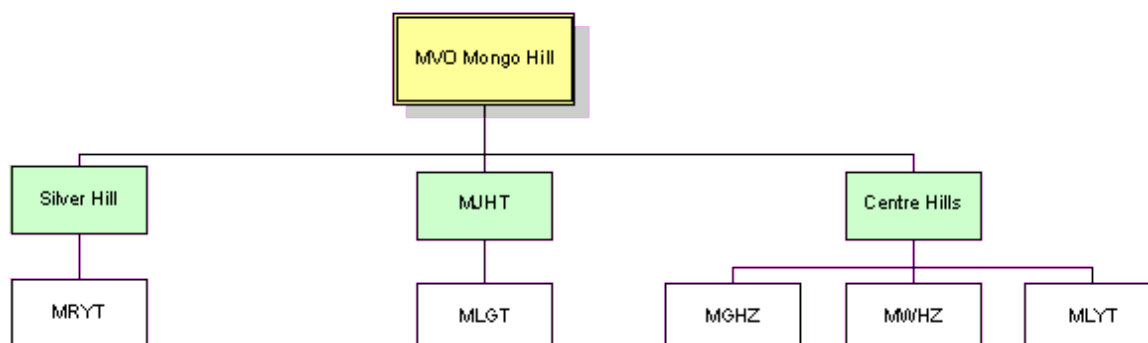 MVO Mongo Hill
Silver Hill
MJHT
Centre Hills
MRYT
MLGT
MGHZ
MWHZ
MLYT